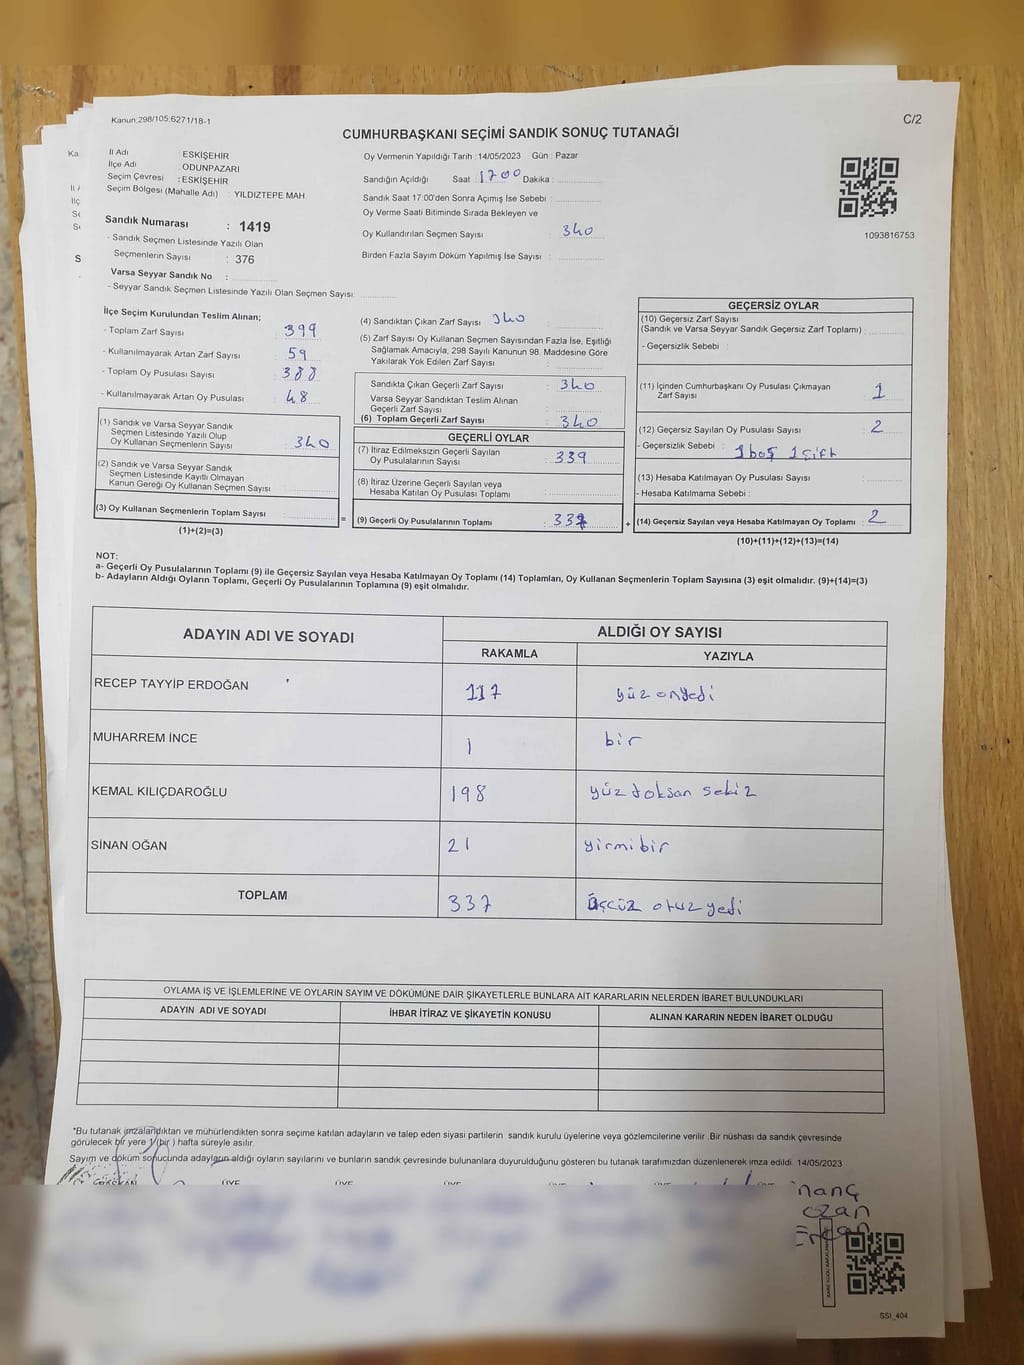 Kanun:298/105;6271/18-1
C/2
CUMHURBAŞKANI SEÇİMİ SANDIK SONUÇ TUTANAĞI
İl Adı : ESKİŞEHİR
İlçe Adı : ODUNPAZARI
Seçim Çevresi : ESKİŞEHİR
Seçim Bölgesi (Mahalle Adı) : YILDIZTEPE MAH
Sandık Numarası : 1419
- Sandık Seçmen Listesinde Yazılı Olan
Seçmenlerin Sayısı : 376
Varsa Seyyar Sandık No :
- Seyyar Sandık Seçmen Listesinde Yazılı Olan Seçmen Sayısı:
Oy Vermenin Yapıldığı Tarih : 14/05/2023 Gün : Pazar
Sandığın Açıldığı Saat : 1700 Dakika :
Sandık Saat 17:00'den Sonra Açımış İse Sebebi :
Oy Verme Saati Bitiminde Sırada Bekleyen ve
Oy Kullandırılan Seçmen Sayısı : 340
Birden Fazla Sayım Döküm Yapılmış İse Sayısı :
1093816753
İlçe Seçim Kurulundan Teslim Alınan;
- Toplam Zarf Sayısı : 399
- Kullanılmayarak Artan Zarf Sayısı : 59
- Toplam Oy Pusulası Sayısı : 388
- Kullanılmayarak Artan Oy Pusulası : 48
(1) Sandık ve Varsa Seyyar Sandık
Seçmen Listesinde Yazılı Olup
Oy Kullanan Seçmenlerin Sayısı : 340
(2) Sandık ve Varsa Seyyar Sandık
Seçmen Listesinde Kayıtlı Olmayan
Kanun Gereği Oy Kullanan Seçmen Sayısı :
(3) Oy Kullanan Seçmenlerin Toplam Sayısı :
(1)+(2)=(3)
(4) Sandıktan Çıkan Zarf Sayısı : 340
(5) Zarf Sayısı Oy Kullanan Seçmen Sayısından Fazla İse, Eşitliği
Sağlamak Amacıyla, 298 Sayılı Kanunun 98. Maddesine Göre
Yakılarak Yok Edilen Zarf Sayısı :
Sandıkta Çıkan Geçerli Zarf Sayısı : 340
Varsa Seyyar Sandıktan Teslim Alınan
Geçerli Zarf Sayısı :
(6) Toplam Geçerli Zarf Sayısı : 340
GEÇERLİ OYLAR
(7) İtiraz Edilmeksizin Geçerli Sayılan
Oy Pusulalarının Sayısı : 339
(8) İtiraz Üzerine Geçerli Sayılan veya
Hesaba Katılan Oy Pusulası Toplamı :
= (9) Geçerli Oy Pusulalarının Toplamı : 337 +
GEÇERSİZ OYLAR
(10) Geçersiz Zarf Sayısı
(Sandık ve Varsa Seyyar Sandık Geçersiz Zarf Toplamı) :
- Geçersizlik Sebebi :
(11) İçinden Cumhurbaşkanı Oy Pusulası Çıkmayan
Zarf Sayısı : 1
(12) Geçersiz Sayılan Oy Pusulası Sayısı : 2
- Geçersizlik Sebebi : 1boş 1çift
(13) Hesaba Katılmayan Oy Pusulası Sayısı :
- Hesaba Katılmama Sebebi :
(14) Geçersiz Sayılan veya Hesaba Katılmayan Oy Toplamı : 2
(10)+(11)+(12)+(13)=(14)
NOT:
a- Geçerli Oy Pusulalarının Toplamı (9) ile Geçersiz Sayılan veya Hesaba Katılmayan Oy Toplamı (14) Toplamları, Oy Kullanan Seçmenlerin Toplam Sayısına (3) eşit olmalıdır. (9)+(14)=(3)
b- Adayların Aldığı Oyların Toplamı, Geçerli Oy Pusulalarının Toplamına (9) eşit olmalıdır.
ADAYIN ADI VE SOYADI
ALDIĞI OY SAYISI
RAKAMLA YAZIYLA
RECEP TAYYİP ERDOĞAN 117 yüz onyedi
MUHARREM İNCE 1 bir
KEMAL KILIÇDAROĞLU 198 yüz doksan sekiz
SİNAN OĞAN 21 yirmibir
TOPLAM 337 üçcüz otuz yedi
OYLAMA İŞ VE İŞLEMLERİNE VE OYLARIN SAYIM VE DÖKÜMÜNE DAİR ŞİKAYETLERLE BUNLARA AİT KARARLARIN NELERDEN İBARET BULUNDUKLARI
ADAYIN ADI VE SOYADI İHBAR İTİRAZ VE ŞİKAYETİN KONUSU ALINAN KARARIN NEDEN İBARET OLDUĞU
*Bu tutanak imzalandıktan ve mühürlendikten sonra seçime katılan adayların ve talep eden siyasi partilerin sandık kurulu üyelerine veya gözlemcilerine verilir .Bir nüshası da sandık çevresinde
görülecek bir yere 1 (bir ) hafta süreyle asılır.
Sayım ve döküm sonucunda adayların aldığı oyların sayılarını ve bunların sandık çevresinde bulunanlara duyurulduğunu gösteren bu tutanak tarafımızdan düzenlenerek imza edildi. 14/05/2023
BAŞKAN ÜYE ÜYE ÜYE ÜYE ÜYE
inanç
ozan
Ercan
SSİ_404